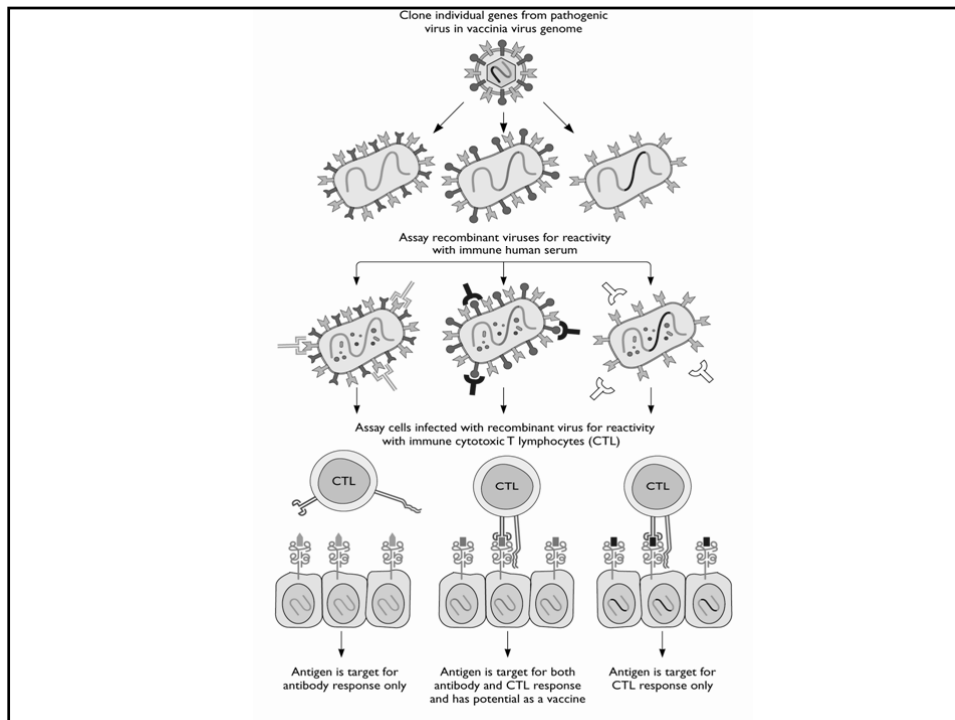 Clone individual genes from pathogenic
virus in vaccinia virus genome
Assay recombinant viruses for reactivity
with immune human serum
Assay cells infected with recombinant virus for reactivity
with immune cytotoxic T lymphocytes (CTL)
CTL
CTL
CTL
Antigen is target for
antibody response only
Antigen is target for both
antibody and CTL response
and has potential as a vaccine
Antigen is target for
CTL response only